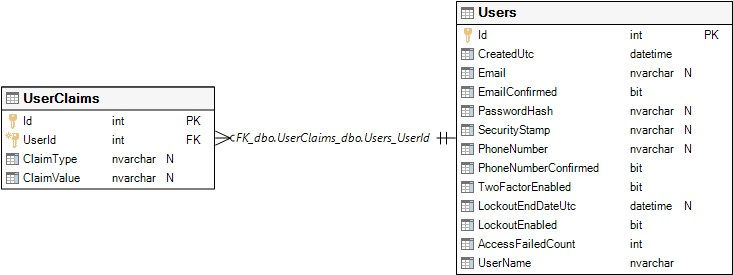 UserClaims
Id int PK
UserId int FK
ClaimType nvarchar N
ClaimValue nvarchar N
FK_dbo.UserClaims_dbo.Users_UserId
Users
Id int PK
CreatedUtc datetime
Email nvarchar N
EmailConfirmed bit
PasswordHash nvarchar N
SecurityStamp nvarchar N
PhoneNumber nvarchar N
PhoneNumberConfirmed bit
TwoFactorEnabled bit
LockoutEndDateUtc datetime N
LockoutEnabled bit
AccessFailedCount int
UserName nvarchar